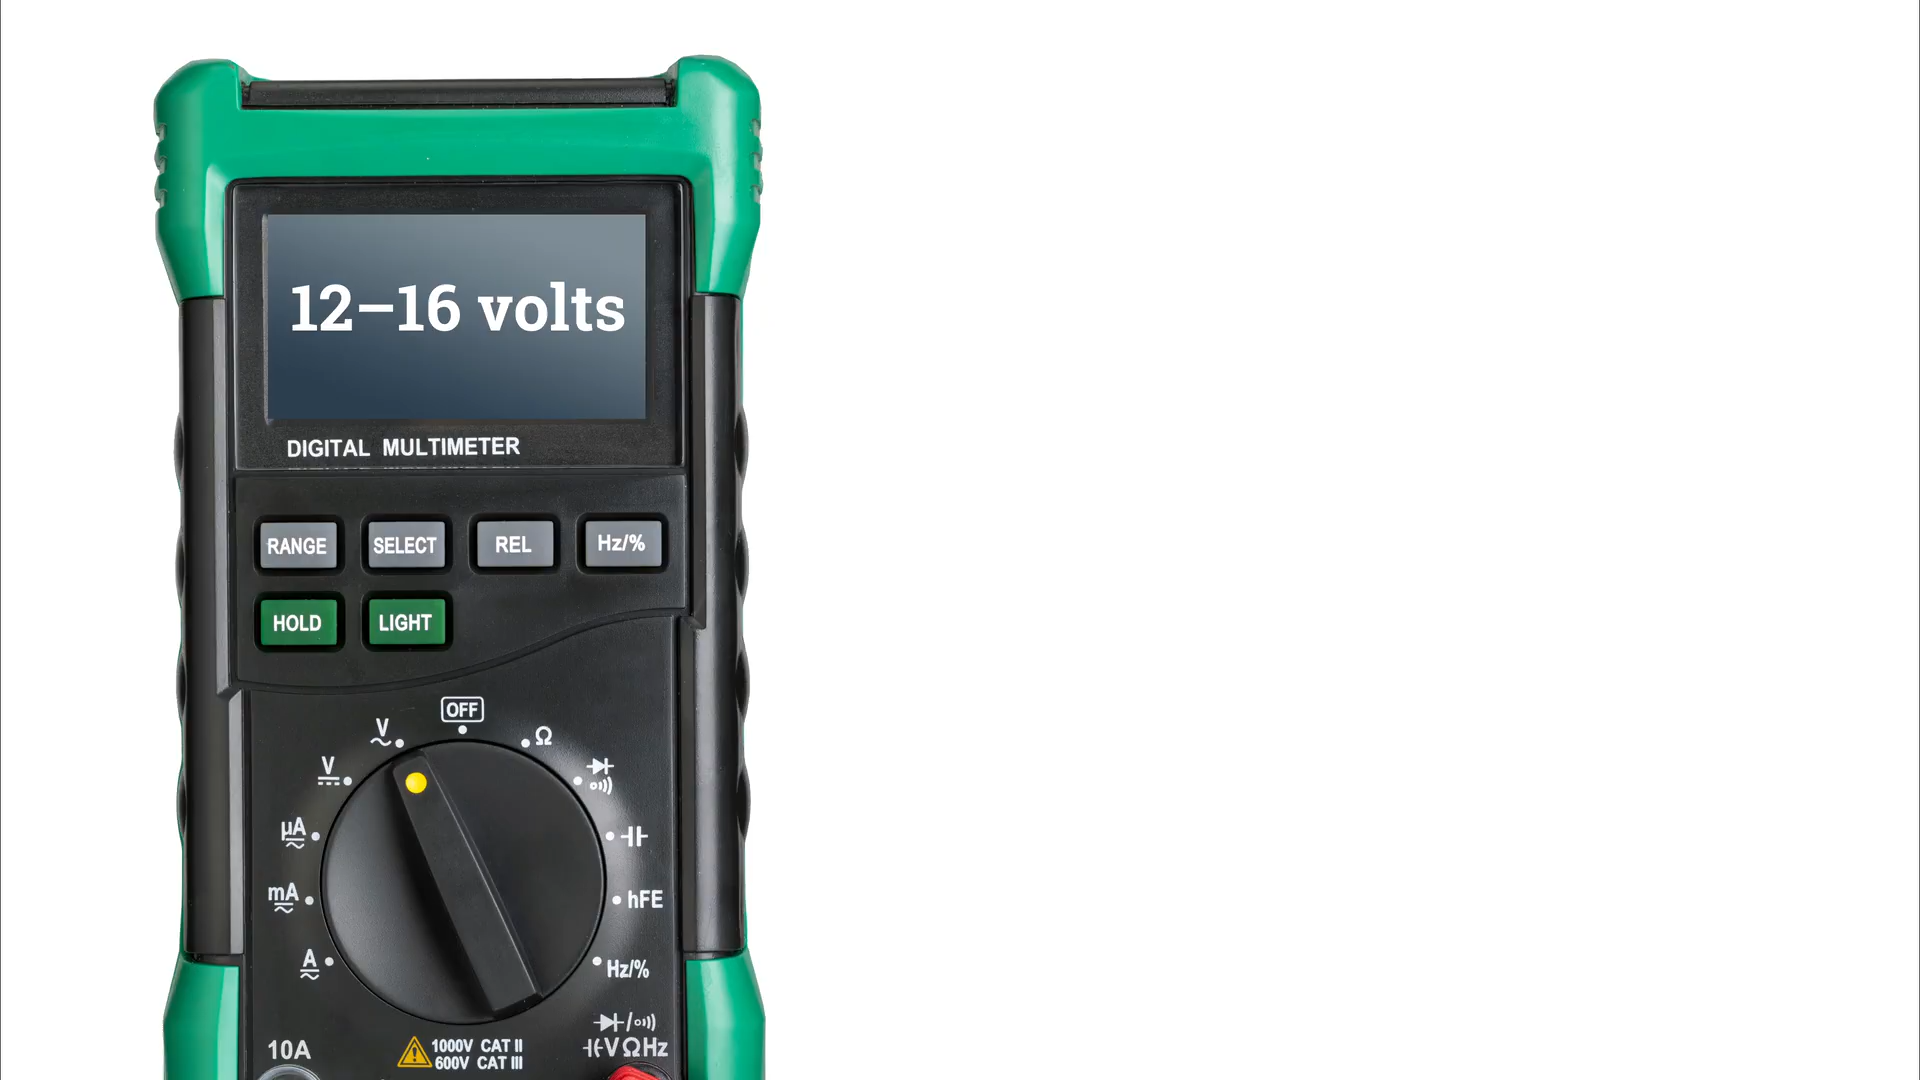 12–16 volts
DIGITAL MULTIMETER
RANGE SELECT REL Hz/%
HOLD LIGHT
OFF
V
Ω
V
µA
mA
hFE
A
Hz/%
10A
1000V CAT II
600V CAT III
VΩHz